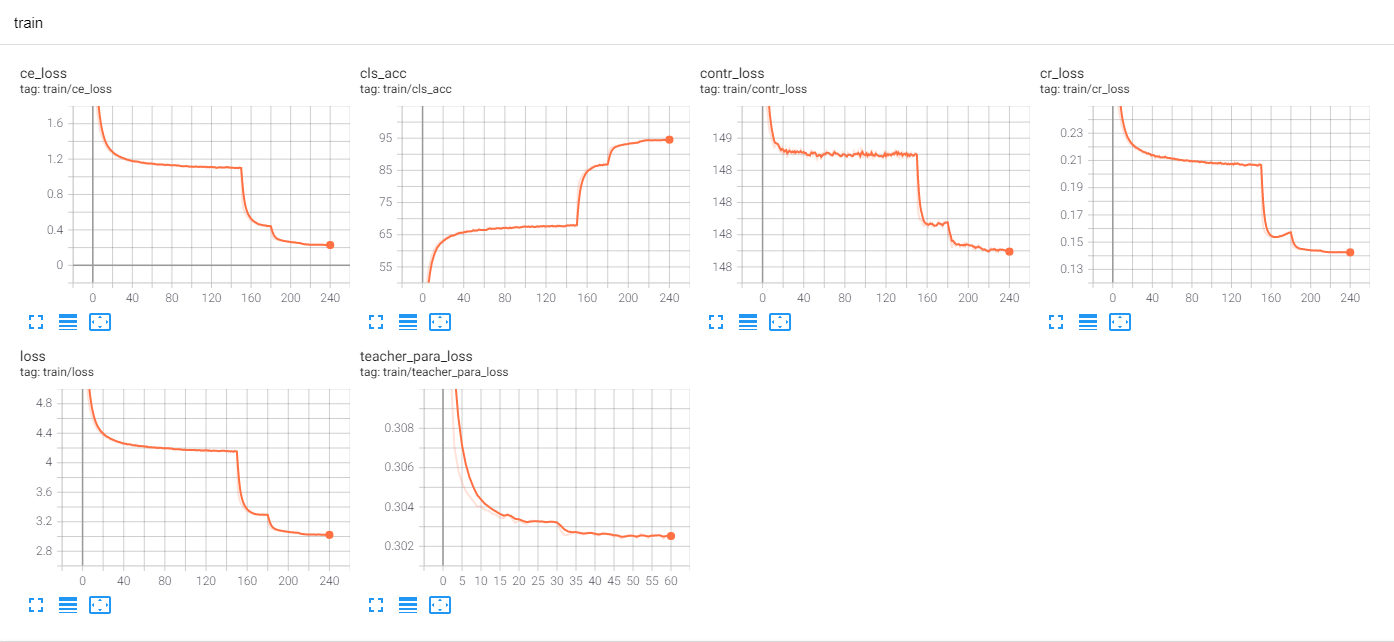 train
ce_loss
tag: train/ce_loss
1.6
1.2
0.8
0.4
0
0 40 80 120 160 200 240
cls_acc
tag: train/cls_acc
95
85
75
65
55
0 40 80 120 160 200 240
contr_loss
tag: train/contr_loss
149
148
148
148
148
0 40 80 120 160 200 240
cr_loss
tag: train/cr_loss
0.23
0.21
0.19
0.17
0.15
0.13
0 40 80 120 160 200 240
loss
tag: train/loss
4.8
4.4
4
3.6
3.2
2.8
0 40 80 120 160 200 240
teacher_para_loss
tag: train/teacher_para_loss
0.308
0.306
0.304
0.302
0 5 10 15 20 25 30 35 40 45 50 55 60